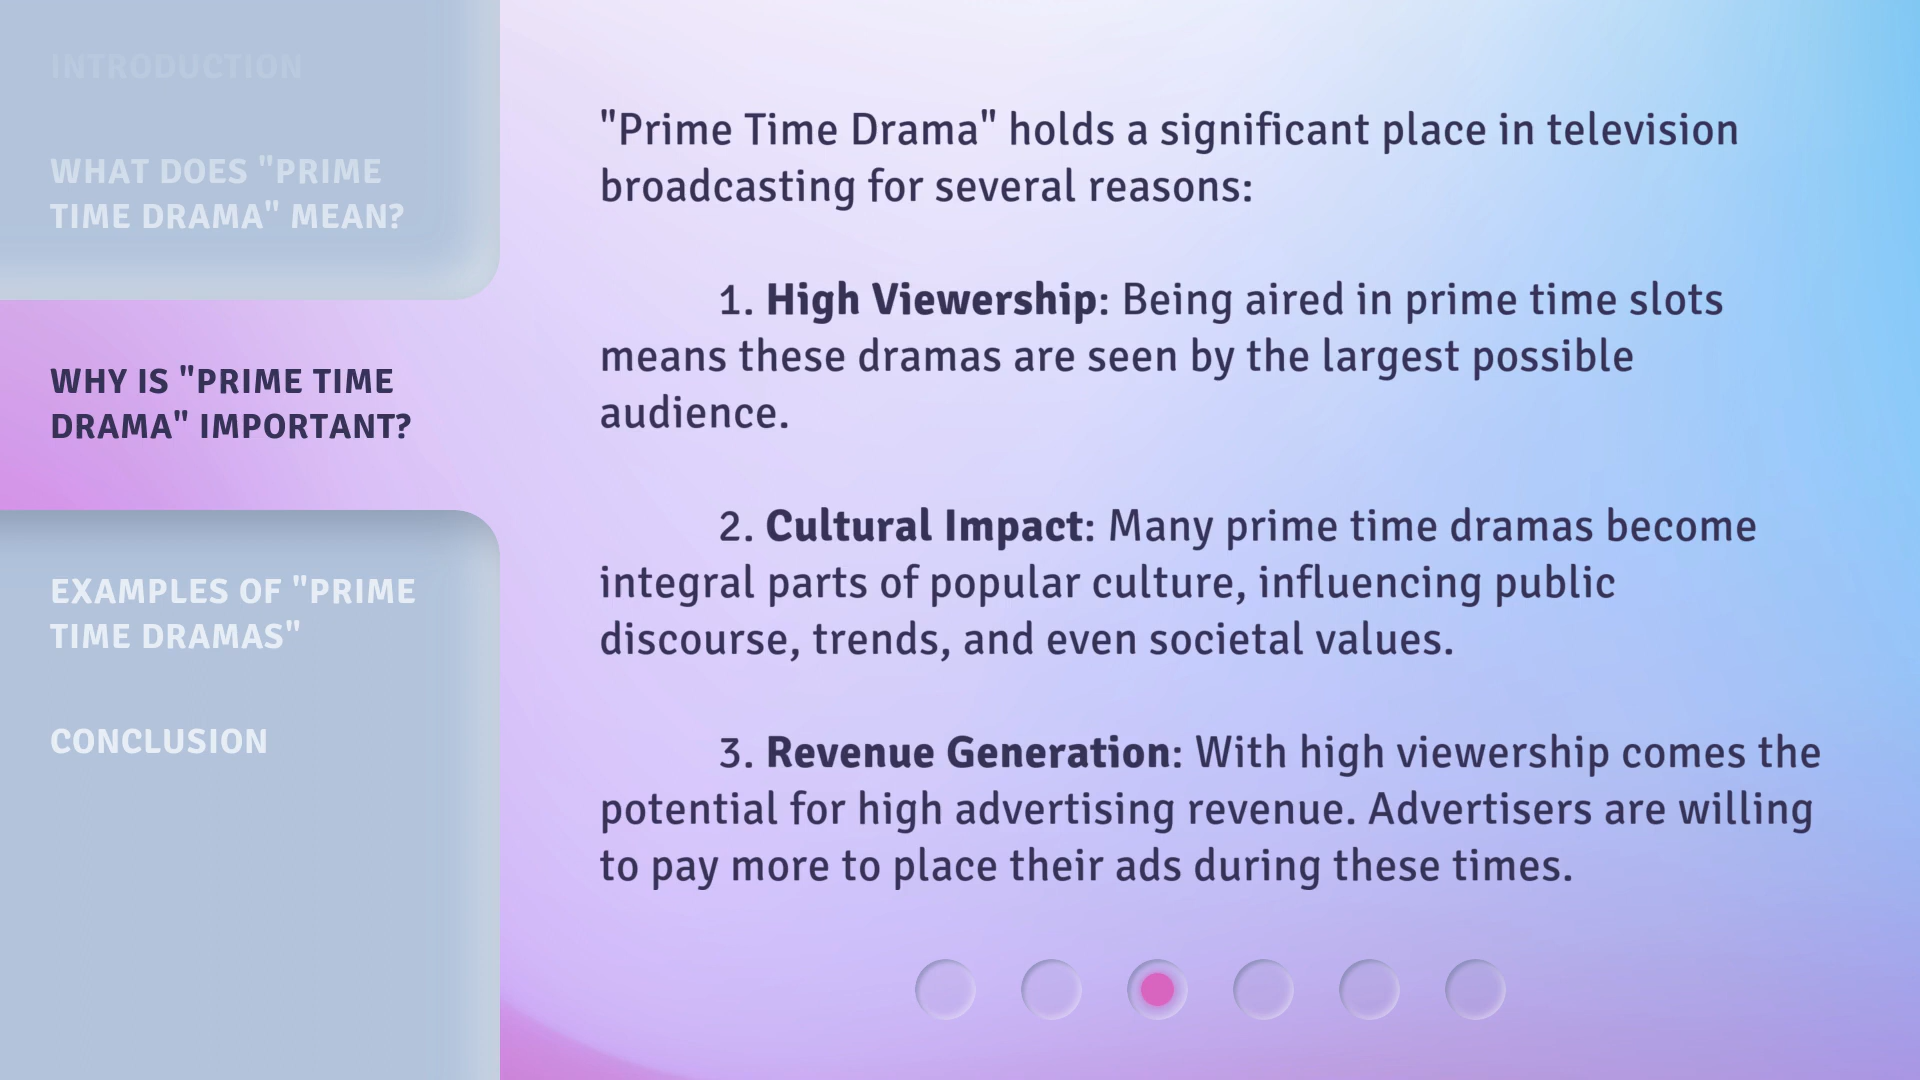 INTRODUCTION
WHAT DOES "PRIME
TIME DRAMA" MEAN?
WHY IS "PRIME TIME
DRAMA" IMPORTANT?
EXAMPLES OF "PRIME
TIME DRAMAS"
CONCLUSION
"Prime Time Drama" holds a significant place in television
broadcasting for several reasons:
1. High Viewership: Being aired in prime time slots
means these dramas are seen by the largest possible
audience.
2. Cultural Impact: Many prime time dramas become
integral parts of popular culture, influencing public
discourse, trends, and even societal values.
3. Revenue Generation: With high viewership comes the
potential for high advertising revenue. Advertisers are willing
to pay more to place their ads during these times.